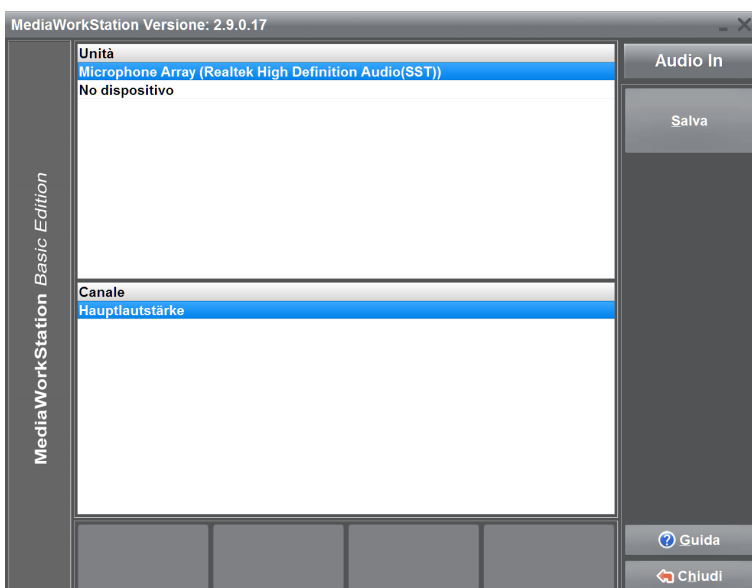 MediaWorkStation Versione: 2.9.0.17
MediaWorkStation Basic Edition
Unità
Microphone Array (Realtek High Definition Audio(SST))
No dispositivo
Canale
Hauptlautstärke
Audio In
Salva
Guida
Chiudi